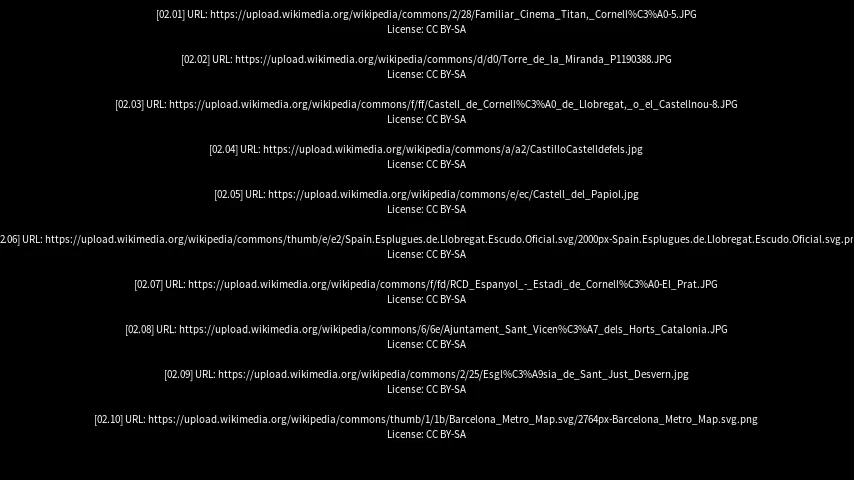 [02.01] URL: https://upload.wikimedia.org/wikipedia/commons/2/28/Familiar_Cinema_Titan,_Cornell%C3%A0-5.JPG
License: CC BY-SA
[02.02] URL: https://upload.wikimedia.org/wikipedia/commons/d/d0/Torre_de_la_Miranda_P1190388.JPG
License: CC BY-SA
[02.03] URL: https://upload.wikimedia.org/wikipedia/commons/f/ff/Castell_de_Cornell%C3%A0_de_Llobregat,_o_el_Castellnou-8.JPG
License: CC BY-SA
[02.04] URL: https://upload.wikimedia.org/wikipedia/commons/a/a2/CastilloCastelldefels.jpg
License: CC BY-SA
[02.05] URL: https://upload.wikimedia.org/wikipedia/commons/e/ec/Castell_del_Papiol.jpg
License: CC BY-SA
2.06] URL: https://upload.wikimedia.org/wikipedia/commons/thumb/e/e2/Spain.Esplugues.de.Llobregat.Escudo.Oficial.svg/2000px-Spain.Esplugues.de.Llobregat.Escudo.Oficial.svg.pr
License: CC BY-SA
[02.07] URL: https://upload.wikimedia.org/wikipedia/commons/f/fd/RCD_Espanyol_-_Estadi_de_Cornell%C3%A0-El_Prat.JPG
License: CC BY-SA
[02.08] URL: https://upload.wikimedia.org/wikipedia/commons/6/6e/Ajuntament_Sant_Vicen%C3%A7_dels_Horts_Catalonia.JPG
License: CC BY-SA
[02.09] URL: https://upload.wikimedia.org/wikipedia/commons/2/25/Esgl%C3%A9sia_de_Sant_Just_Desvern.jpg
License: CC BY-SA
[02.10] URL: https://upload.wikimedia.org/wikipedia/commons/thumb/1/1b/Barcelona_Metro_Map.svg/2764px-Barcelona_Metro_Map.svg.png
License: CC BY-SA